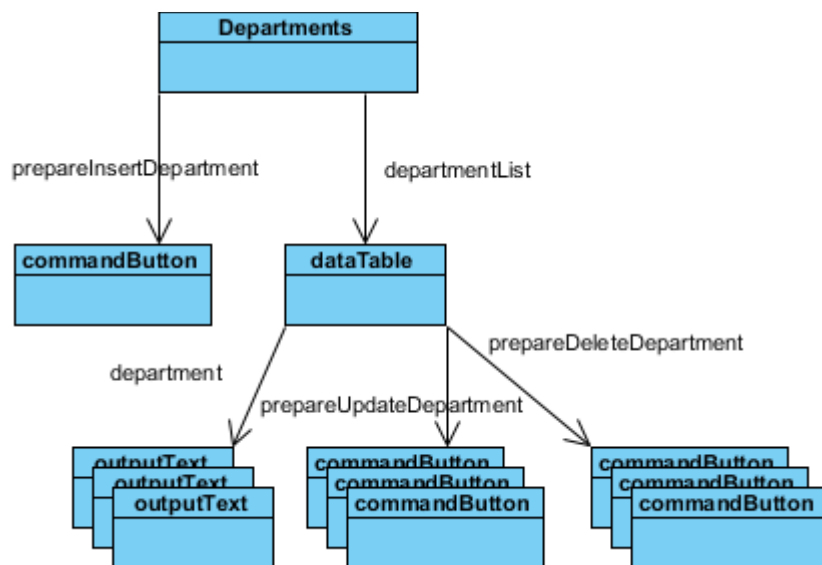 Departments
prepareInsertDepartment
departmentList
commandButton
dataTable
prepareDeleteDepartment
department
prepareUpdateDepartment
outputText
outputText
outputText
commandButton
commandButton
commandButton
commandButton
commandButton
commandButton